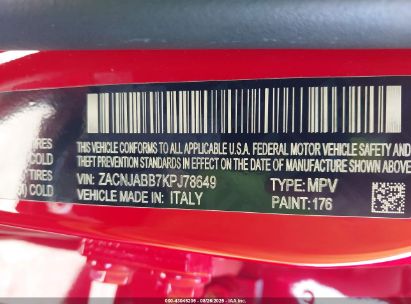 TIRES
COLD
TIRES
COLD
THIS VEHICLE CONFORMS TO ALL APPLICABLE U.S.A. FEDERAL MOTOR VEHICLE SAFETY AND
THEFT PREVENTION STANDARDS IN EFFECT ON THE DATE OF MANUFACTURE SHOWN ABOVE
VIN: ZACNJABB7KPJ78649 TYPE: MPV
VEHICLE MADE IN: ITALY PAINT: 176